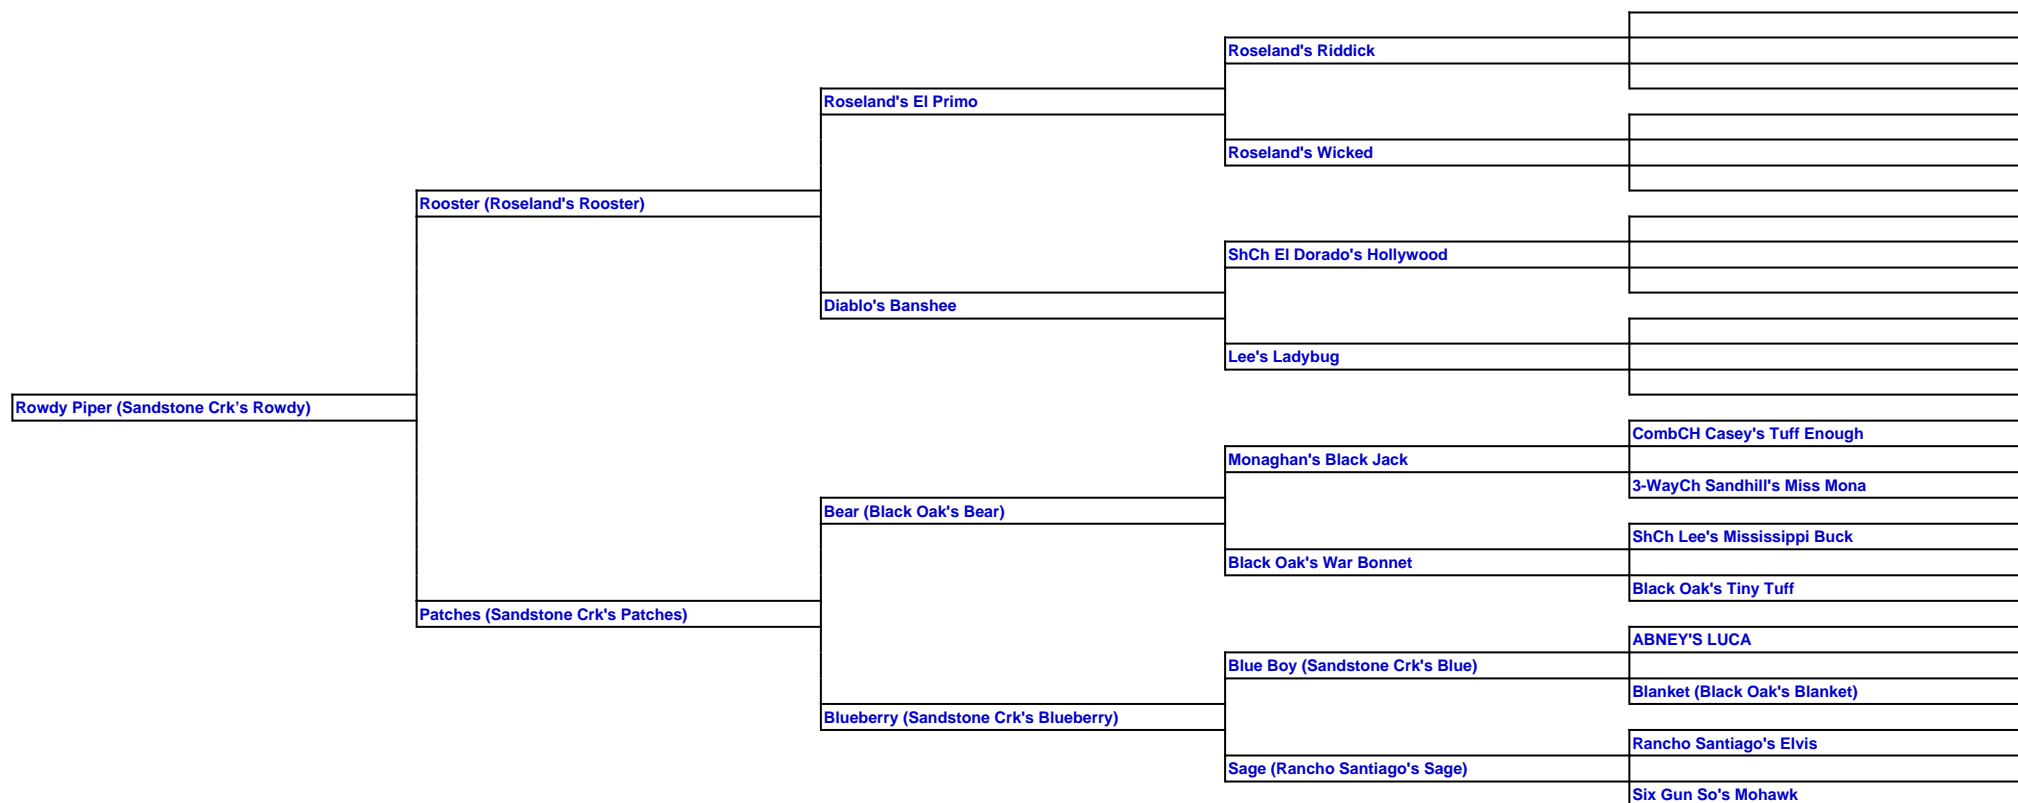 Roseland's Riddick
Roseland's El Primo
Roseland's Wicked
Rooster (Roseland's Rooster)
ShCh El Dorado's Hollywood
Diablo's Banshee
Lee's Ladybug
Rowdy Piper (Sandstone Crk’s Rowdy)
CombCH Casey's Tuff Enough
Monaghan's Black Jack
3-WayCh Sandhill's Miss Mona
Bear (Black Oak's Bear)
ShCh Lee's Mississippi Buck
Black Oak's War Bonnet
Black Oak's Tiny Tuff
Patches (Sandstone Crk's Patches)
ABNEY'S LUCA
Blue Boy (Sandstone Crk's Blue)
Blanket (Black Oak's Blanket)
Blueberry (Sandstone Crk's Blueberry)
Rancho Santiago's Elvis
Sage (Rancho Santiago's Sage)
Six Gun So's Mohawk